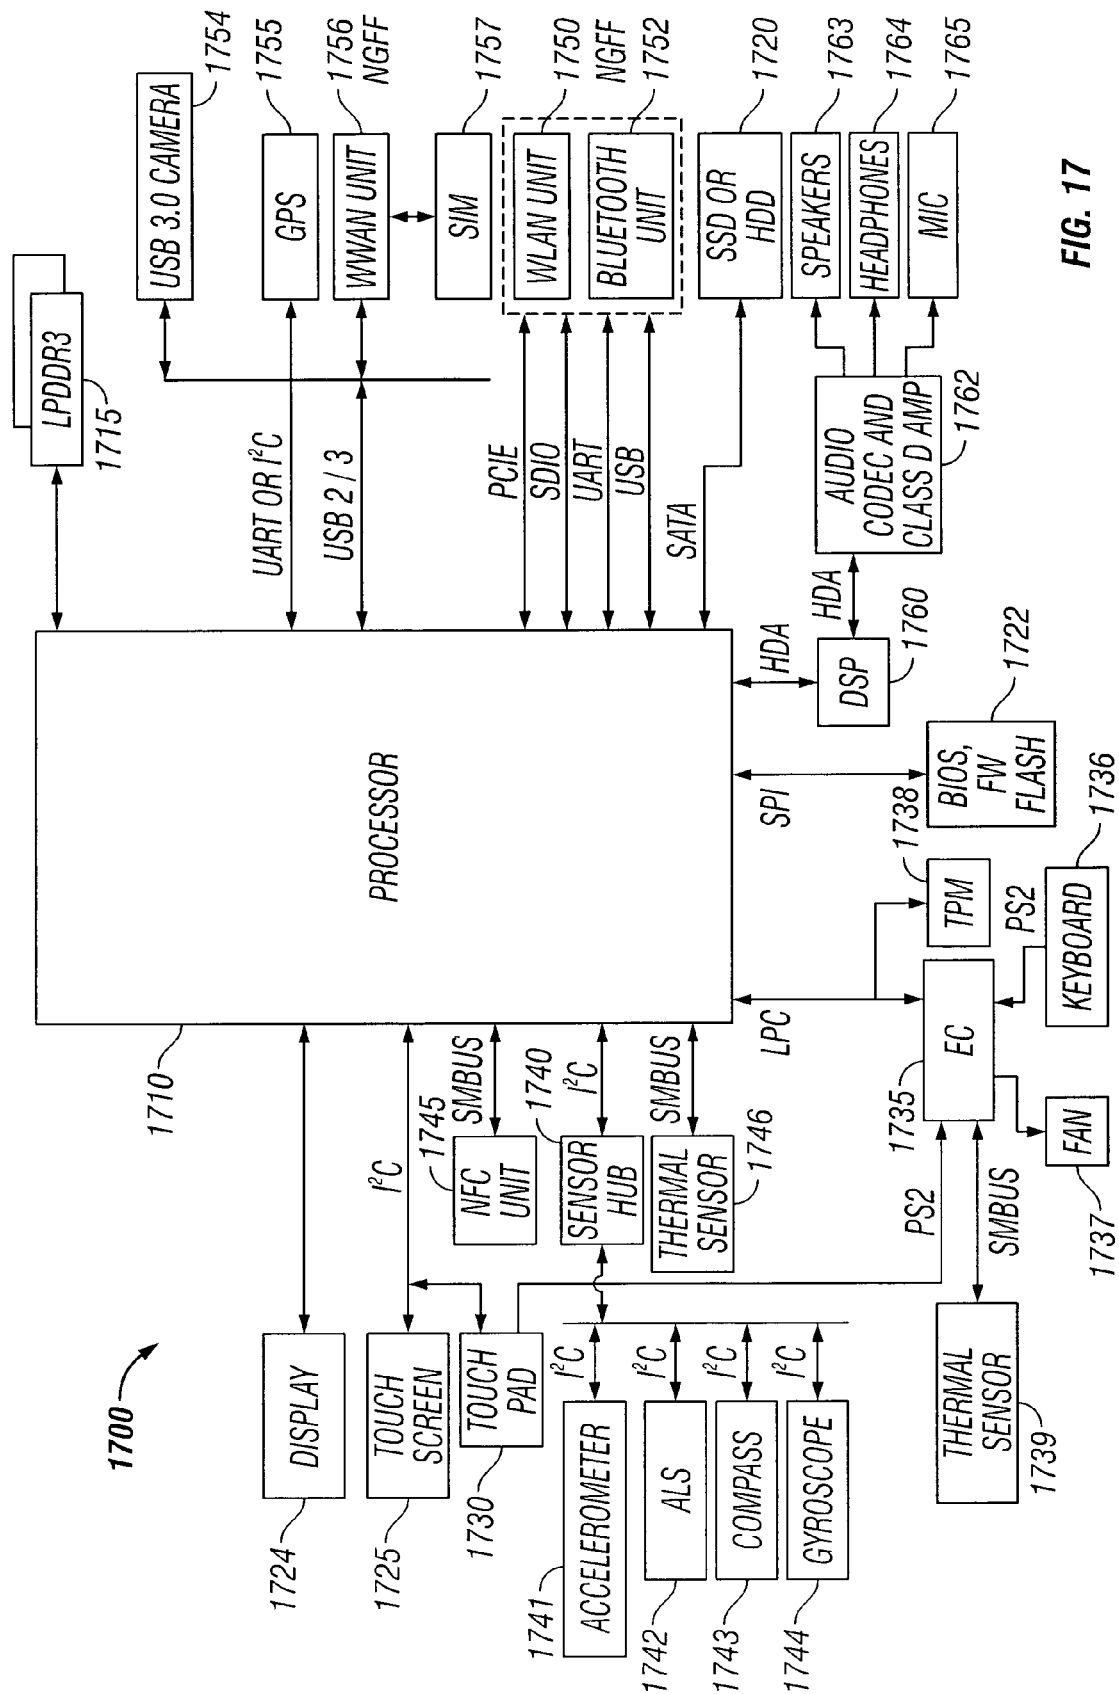 1700
LPDDR3
1715
USB 3.0 CAMERA
1754
GPS
1755
WWAN UNIT
1756
NGFF
SIM
1757
WLAN UNIT
1750
NGFF
BLUETOOTH
UNIT
1752
SSD OR
HDD
1720
SPEAKERS
1763
HEADPHONES
1764
MIC
1765
UART OR I²C
USB 2 / 3
PCIE
SDIO
UART
USB
SATA
PROCESSOR
1710
DISPLAY
1724
TOUCH
SCREEN
1725
I²C
TOUCH
PAD
1730
NFC
UNIT
1745
SMBUS
SENSOR
HUB
1740
I²C
THERMAL
SENSOR
1746
SMBUS
ACCELEROMETER
1741
I²C
ALS
1742
I²C
COMPASS
1743
I²C
GYROSCOPE
1744
I²C
THERMAL
SENSOR
1739
SMBUS
PS2
LPC
EC
1735
FAN
1737
KEYBOARD
1736
PS2
TPM
1738
SPI
BIOS,
FW
FLASH
1722
HDA
DSP
1760
HDA
AUDIO
CODEC AND
CLASS D AMP
1762
FIG. 17